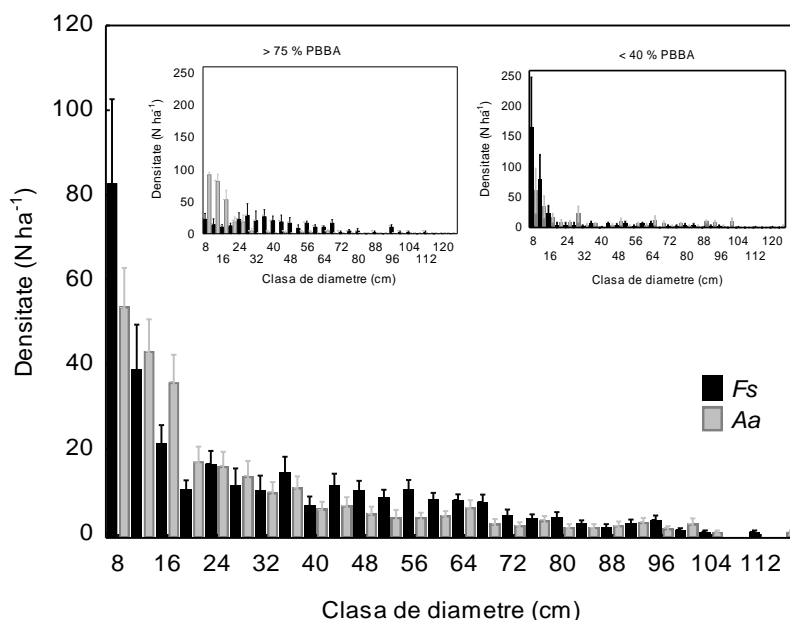 120
100
80
60
40
20
0
Densitate (N ha-1)
8 16 24 32 40 48 56 64 72 80 88 96 104 112
Clasa de diametre (cm)
> 75 % PBBA
250
200
150
100
50
0
Densitate (N ha-1)
8 24 40 56 72 88 104 120
16 32 48 64 80 96 112
Clasa de diametre (cm)
< 40 % PBBA
250
200
150
100
50
0
Densitate (N ha-1)
8 24 40 56 72 88 104 120
16 32 48 64 80 96 112
Clasa de diametre (cm)
Fs
Aa